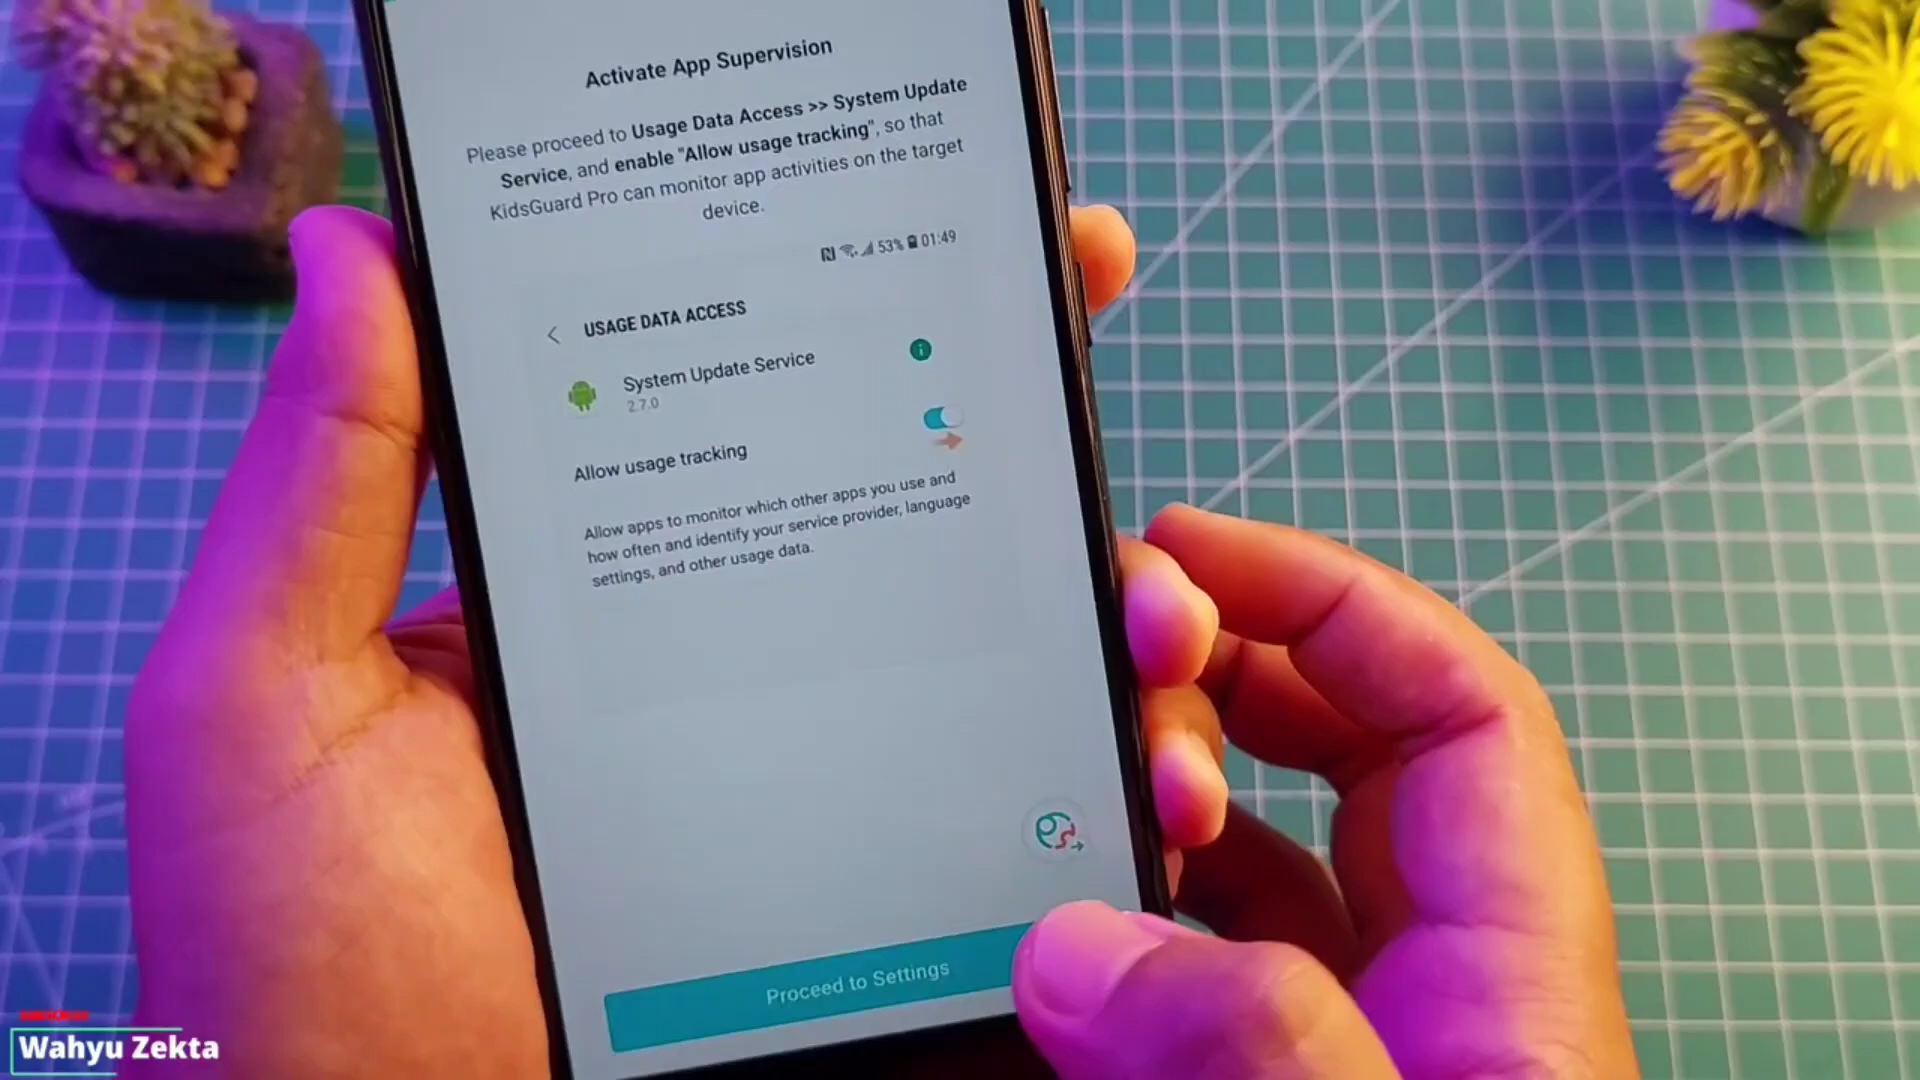 Activate App Supervision
Please proceed to Usage Data Access >> System Update
Service, and enable "Allow usage tracking", so that
KidsGuard Pro can monitor app activities on the target
device.
53% 01:49
USAGE DATA ACCESS
System Update Service
2.7.0
Allow usage tracking
Allow apps to monitor which other apps you use and
how often and identify your service provider, language
settings, and other usage data.
Proceed to Settings
Wahyu Zekta